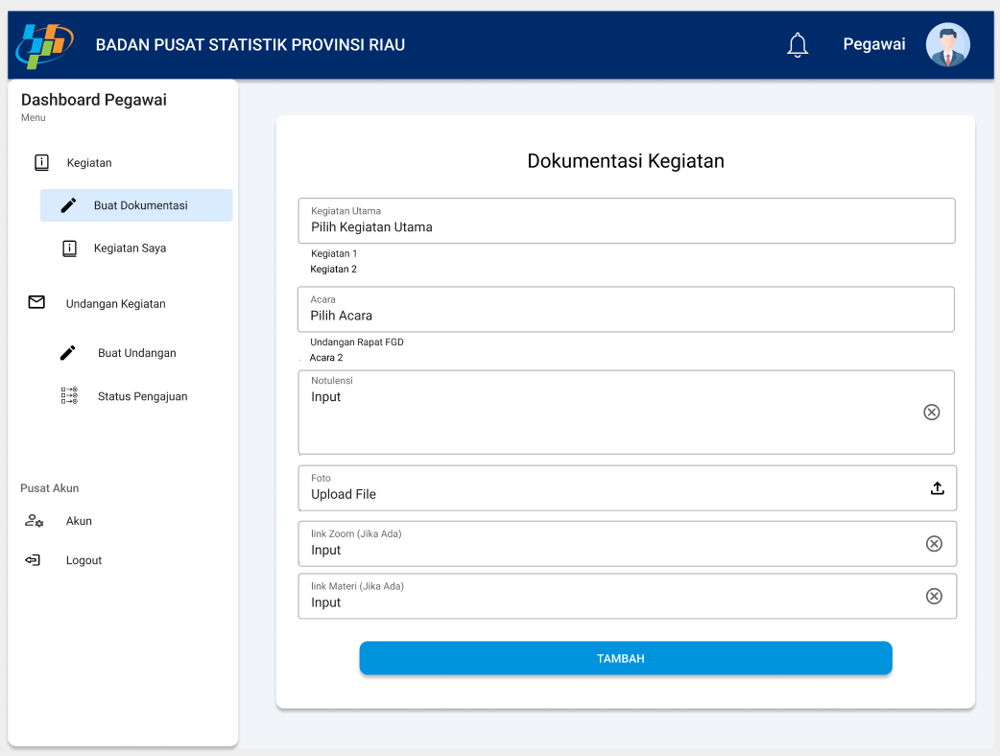 BADAN PUSAT STATISTIK PROVINSI RIAU
Pegawai
Dashboard Pegawai
Menu
Kegiatan
Buat Dokumentasi
Kegiatan Saya
Undangan Kegiatan
Buat Undangan
Status Pengajuan
Pusat Akun
Akun
Logout
Dokumentasi Kegiatan
Kegiatan Utama
Pilih Kegiatan Utama
Kegiatan 1
Kegiatan 2
Acara
Pilih Acara
Undangan Rapat FGD
Acara 2
Notulensi
Input
Foto
Upload File
link Zoom (Jika Ada)
Input
link Materi (Jika Ada)
Input
TAMBAH